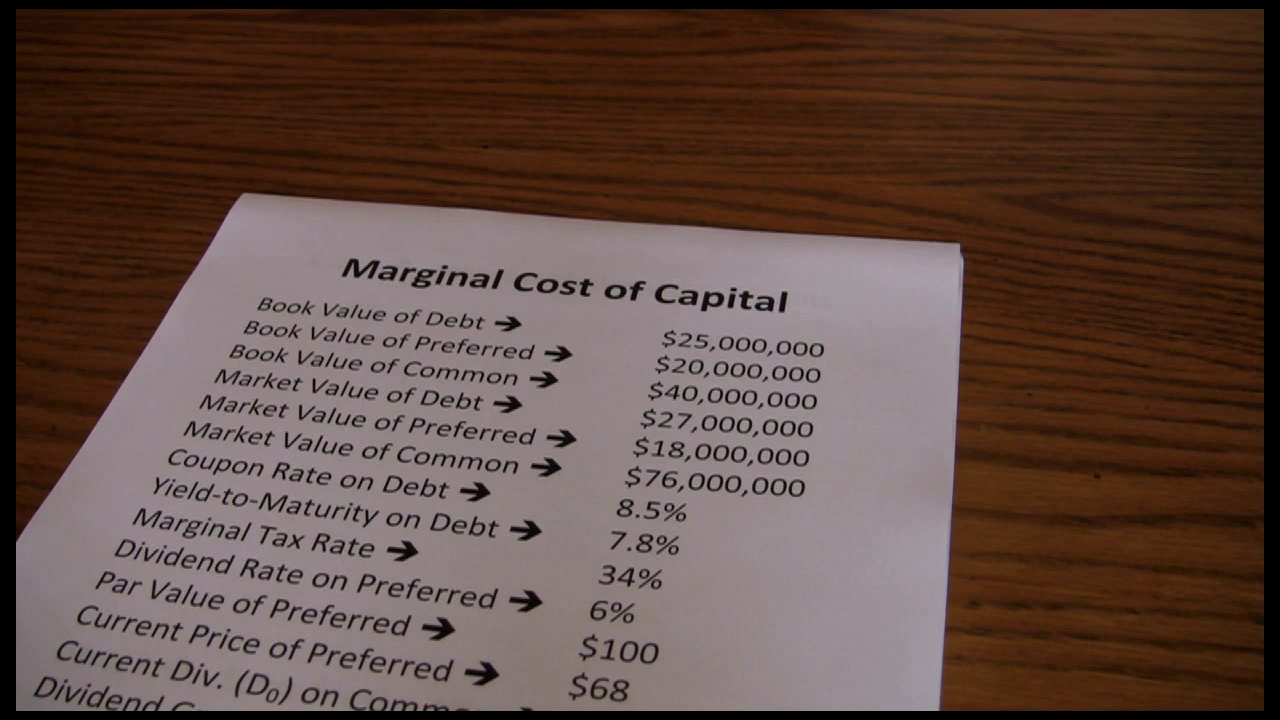 Marginal Cost of Capital
Book Value of Debt ➔ $25,000,000
Book Value of Preferred ➔ $20,000,000
Book Value of Common ➔ $40,000,000
Market Value of Debt ➔ $27,000,000
Market Value of Preferred ➔ $18,000,000
Market Value of Common ➔ $76,000,000
Coupon Rate on Debt ➔ 8.5%
Yield-to-Maturity on Debt ➔ 7.8%
Marginal Tax Rate ➔ 34%
Dividend Rate on Preferred ➔ 6%
Par Value of Preferred ➔ $100
Current Price of Preferred ➔ $68
Current Div. (D₀) on
Dividend